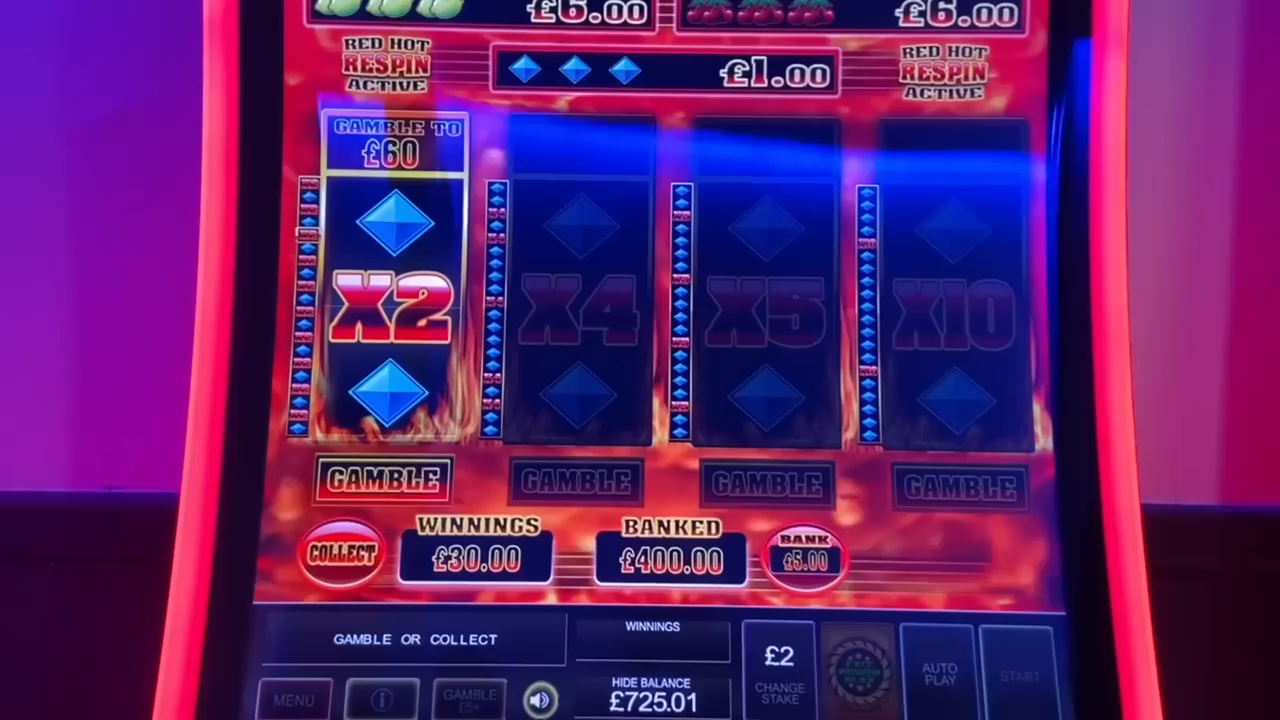 £6.00 £6.00
RED HOT
RESPIN
ACTIVE
£1.00
RED HOT
RESPIN
ACTIVE
GAMBLE TO
£60
X2 X4 X5 X10
GAMBLE GAMBLE GAMBLE GAMBLE
COLLECT
WINNINGS
£30.00
BANKED
£400.00
BANK
£5.00
GAMBLE OR COLLECT
WINNINGS
HIDE BALANCE
£725.01
£2
CHANGE
STAKE
AUTO
PLAY
START
MENU
GAMBLE
£5+